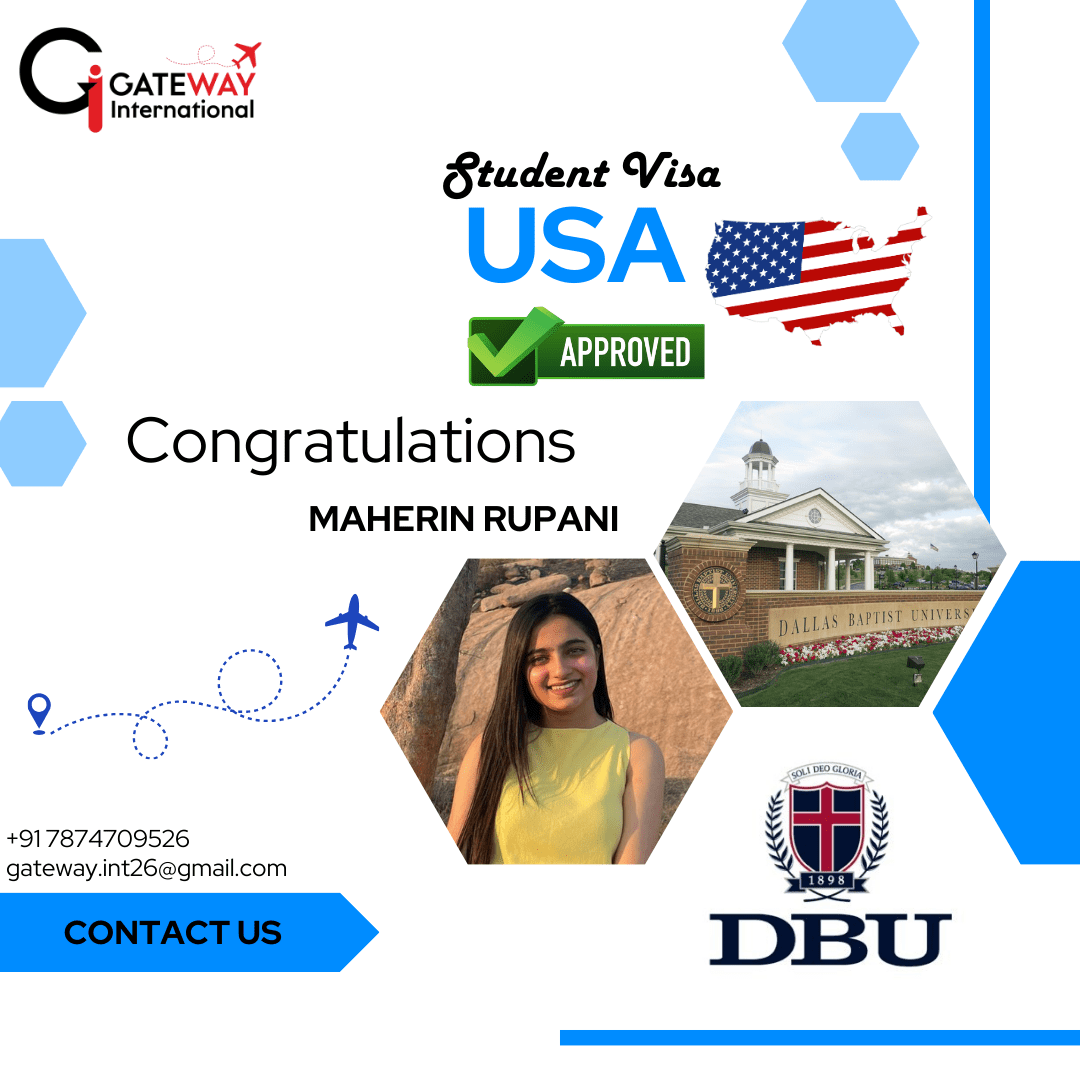 Gi GATEWAY
International
Student Visa
USA
APPROVED
Congratulations
MAHERIN RUPANI
DALLAS BAPTIST
+91 7874709526
gateway.int26@gmail.com
CONTACT US
SOLI DEO GLORIA
1898
DBU